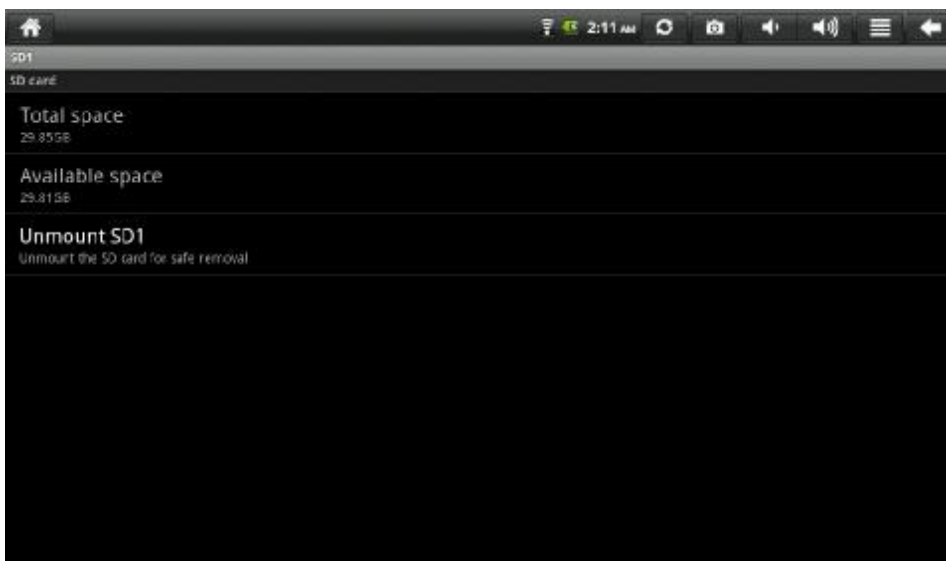 2:11 AM
SD1
SD card
Total space
29.85GB
Available space
29.81GB
Unmount SD1
Unmount the SD card for safe removal